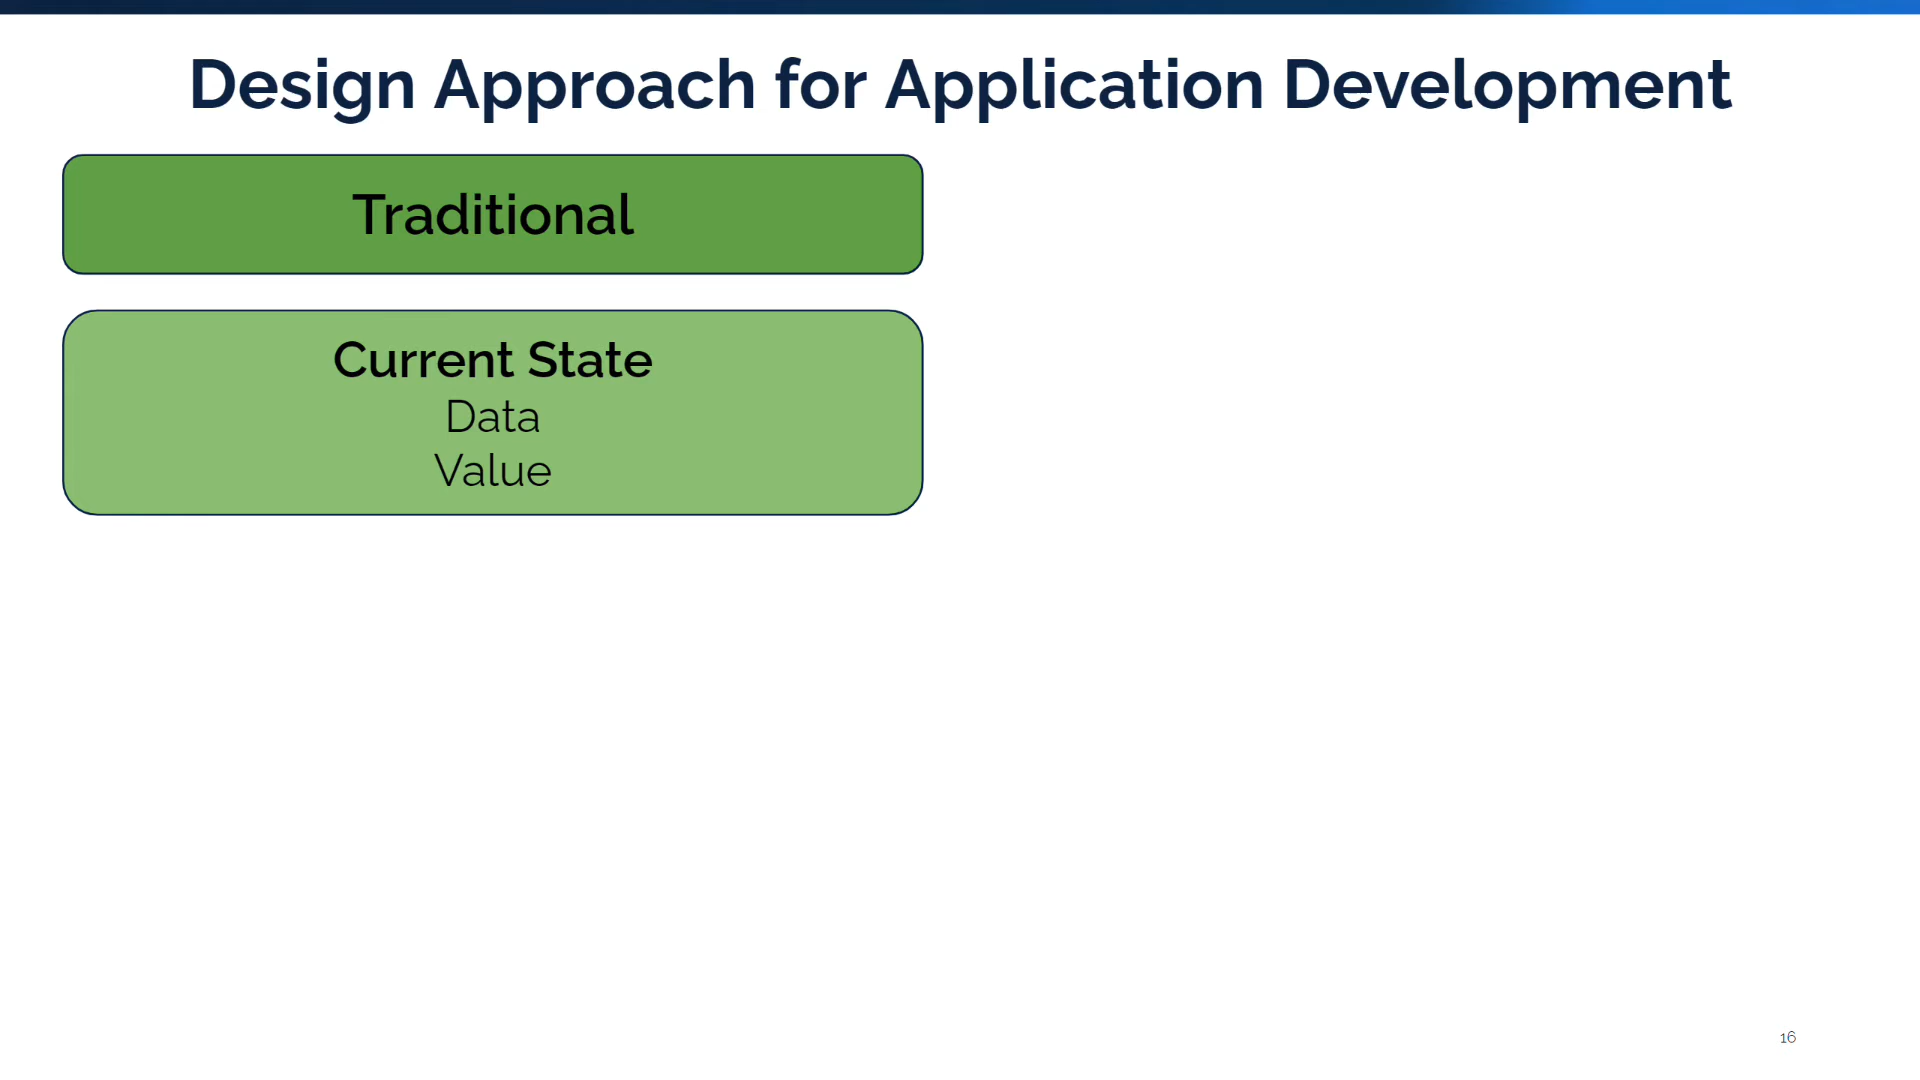 Design Approach for Application Development
Traditional
Current State
Data
Value
16